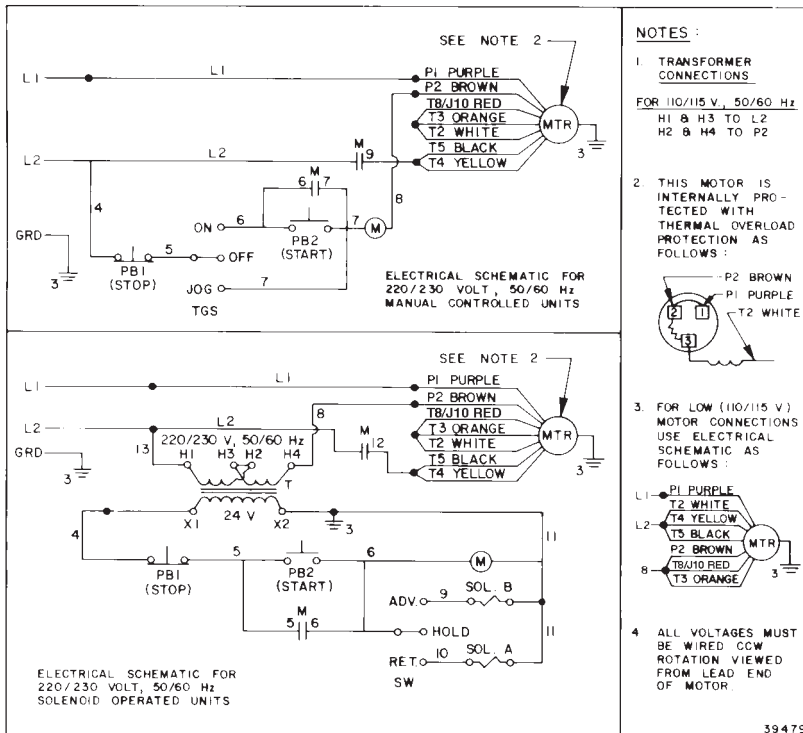 SEE NOTE 2
L1
L1
P1 PURPLE
P2 BROWN
T8/J10 RED
T3 ORANGE
T2 WHITE
T5 BLACK
T4 YELLOW
MTR
3
L2
L2
M
9
8
4
M
6 7
ON
6
7
M
GRD
3
5
OFF
PB1
(STOP)
PB2
(START)
JOG
7
TGS
ELECTRICAL SCHEMATIC FOR
220/230 VOLT, 50/60 Hz
MANUAL CONTROLLED UNITS
SEE NOTE 2
L1
L1
P1 PURPLE
P2 BROWN
T8/J10 RED
T3 ORANGE
T2 WHITE
T5 BLACK
T4 YELLOW
MTR
3
8
L2
L2
M
12
GRD
3
13
220/230 V, 50/60 Hz
H1 H3 H2 H4
T
24 V
X1 X2
3
4
11
PB1
(STOP)
5
PB2
(START)
6
M
M
5 6
ADV.
9
SOL. B
HOLD
11
RET.
10
SOL. A
SW
ELECTRICAL SCHEMATIC FOR
220/230 VOLT, 50/60 Hz
SOLENOID OPERATED UNITS
NOTES :
1. TRANSFORMER
CONNECTIONS
FOR 110/115 V., 50/60 Hz
H1 & H3 TO L2
H2 & H4 TO P2
2. THIS MOTOR IS
INTERNALLY PRO-
TECTED WITH
THERMAL OVERLOAD
PROTECTION AS
FOLLOWS :
P2 BROWN
P1 PURPLE
T2 WHITE
2 1
3
3. FOR LOW (110/115 V)
MOTOR CONNECTIONS
USE ELECTRICAL
SCHEMATIC AS
FOLLOWS :
L1
P1 PURPLE
T2 WHITE
L2
T4 YELLOW
T5 BLACK
P2 BROWN
8
T8/J10 RED
T3 ORANGE
MTR
3
4 ALL VOLTAGES MUST
BE WIRED CCW
ROTATION VIEWED
FROM LEAD END
OF MOTOR.
39479